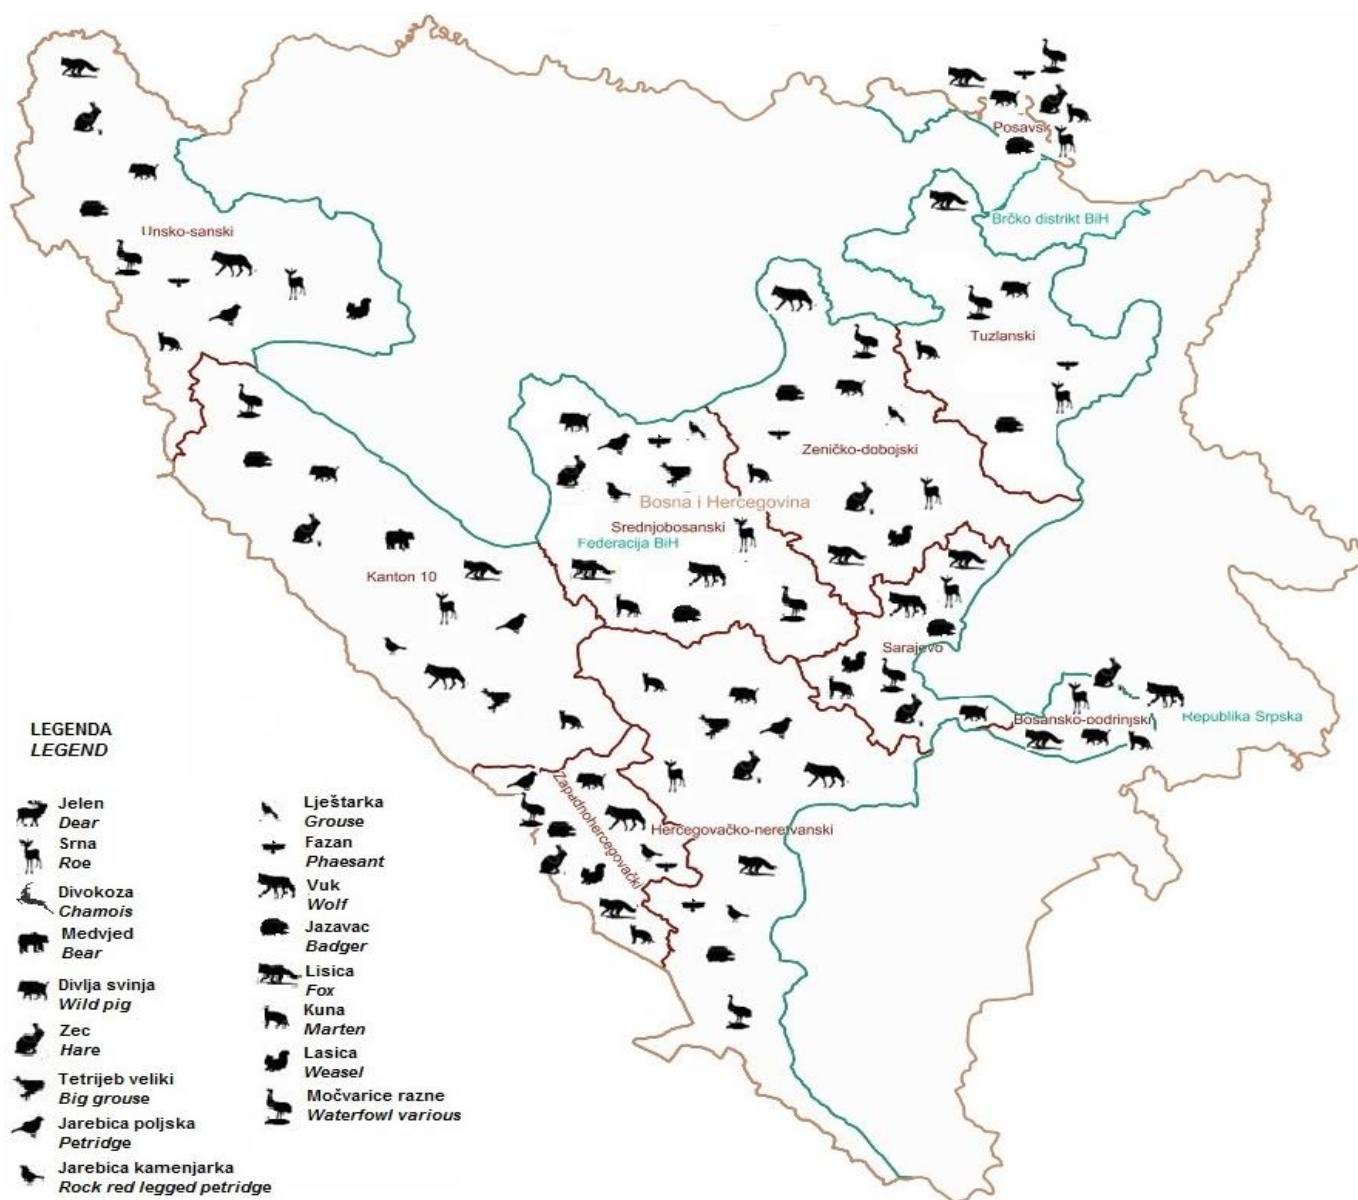 Posavsk
Brčko distrikt BiH
Unsko-sanski
Tuzlanski
Zeničko-dobojski
Bosna i Hercegovina
Srednjobosanski
Federacija BiH
Kanton 10
Sarajevo
Bosansko-podrinjski
Republika Srpska
Zapadnohercegovački
Hercegovačko-neretvanski
LEGENDA
LEGEND
Jelen
Dear
Srna
Roe
Divokoza
Chamois
Medvjed
Bear
Divlja svinja
Wild pig
Zec
Hare
Tetrijeb veliki
Big grouse
Jarebica poljska
Petridge
Jarebica kamenjarka
Rock red legged petridge
Lještarka
Grouse
Fazan
Phaesant
Vuk
Wolf
Jazavac
Badger
Lisica
Fox
Kuna
Marten
Lasica
Weasel
Močvarice razne
Waterfowl various